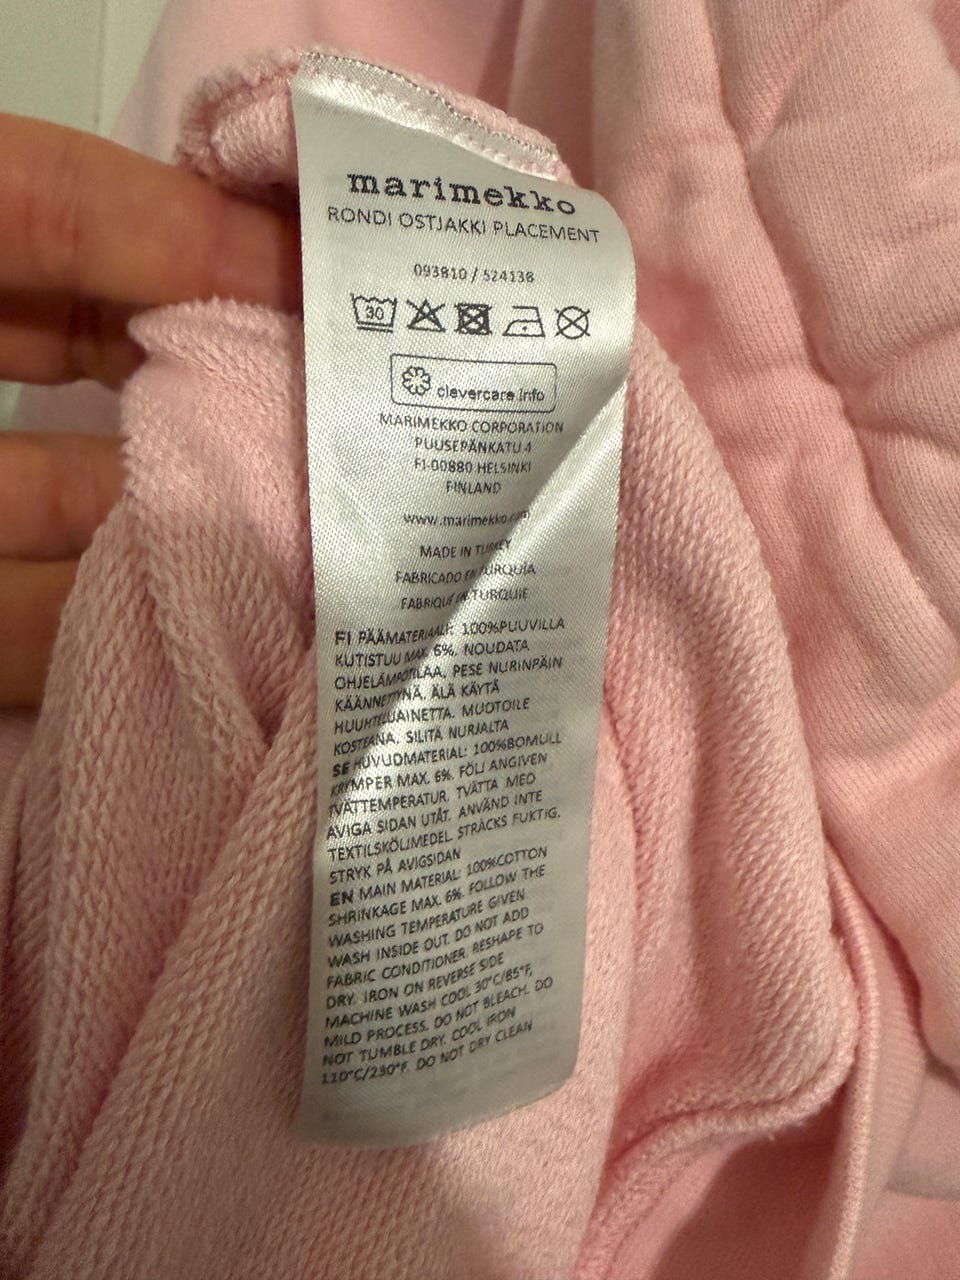 marimekko
RONDI OSTJAKKI PLACEMENT
093810 / 524138
30
clevercare.info
MARIMEKKO CORPORATION
PUUSEPÄNKATU 4
FI-00880 HELSINKI
FINLAND
www.marimekko.com
MADE IN TURKEY
FABRICADO EN TURQUÍA
FABRIQUÉ EN TURQUIE
FI PÄÄMATERIAALI: 100%PUUVILLA
KUTISTUU MAX. 6%. NOUDATA
OHJELÄMPÖTILAA. PESE NURINPÄIN
KÄÄNNETTYNÄ. ÄLÄ KÄYTÄ
HUUHTELUAINETTA. MUOTOILE
KOSTEANA. SILITÄ NURJALTA
SE HUVUDMATERIAL: 100%BOMULL
KRYMPER MAX. 6%. FÖLJ ANGIVEN
TVÄTTEMPERATUR. TVÄTTA MED
AVIGA SIDAN UTÅT. ANVÄND INTE
TEXTILSKÖLJMEDEL. STRÄCKS FUKTIG.
STRYK PÅ AVIGSIDAN
EN MAIN MATERIAL: 100%COTTON
SHRINKAGE MAX. 6%. FOLLOW THE
WASHING TEMPERATURE GIVEN.
WASH INSIDE OUT. DO NOT ADD
FABRIC CONDITIONER. RESHAPE TO
DRY. IRON ON REVERSE SIDE
MACHINE WASH COOL 30°C/85°F,
MILD PROCESS. DO NOT BLEACH. DO
NOT TUMBLE DRY. COOL IRON
110°C/230°F. DO NOT DRY CLEAN